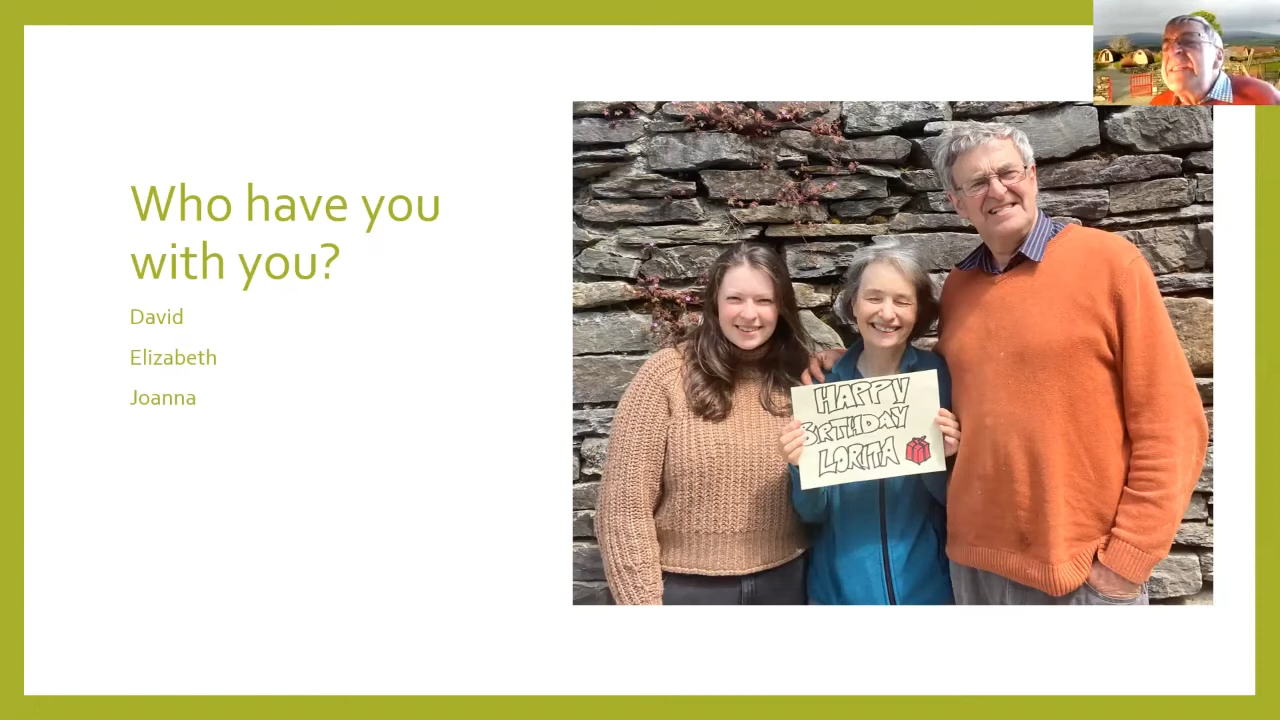 Who have you
with you?
David
Elizabeth
Joanna
HAPPY
BIRTHDAY
LORITA